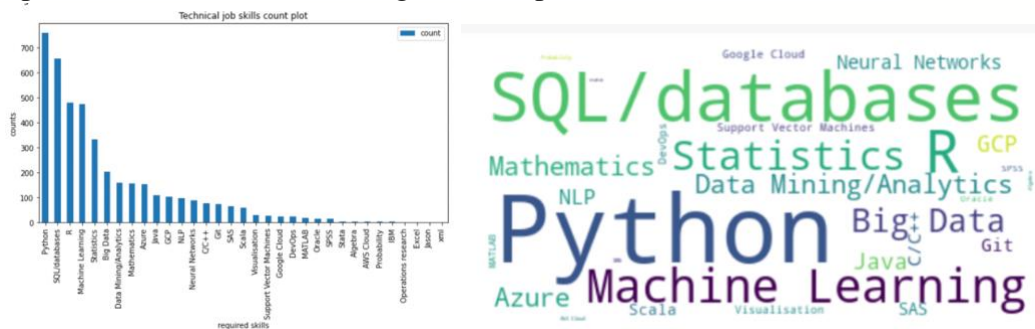 Technical job skills count plot
count
700
600
500
400
300
200
100
0
counts
Python
SQL/databases
R
Machine Learning
Statistics
Big Data
Data Mining/Analytics
Mathematics
Azure
Java
GCP
NLP
Neural Networks
C/C++
Git
SAS
Scala
Visualisation
Support Vector Machines
Google Cloud
DevOps
MATLAB
Oracle
SPSS
Stata
Algebra
AWS Cloud
Probability
IBM
Operations research
Excel
Jason
xml
required skills
Probability
Google Cloud
Neural Networks
SQL/databases
Support Vector Machines
DevOps
Mathematics
Statistics
R
GCP
SPSS
NLP
Data Mining/Analytics
Oracle
Python
Big Data
C/C++
Git
MATLAB
Java
Machine Learning
Azure
Scala
Visualisation
SAS
AWS Cloud